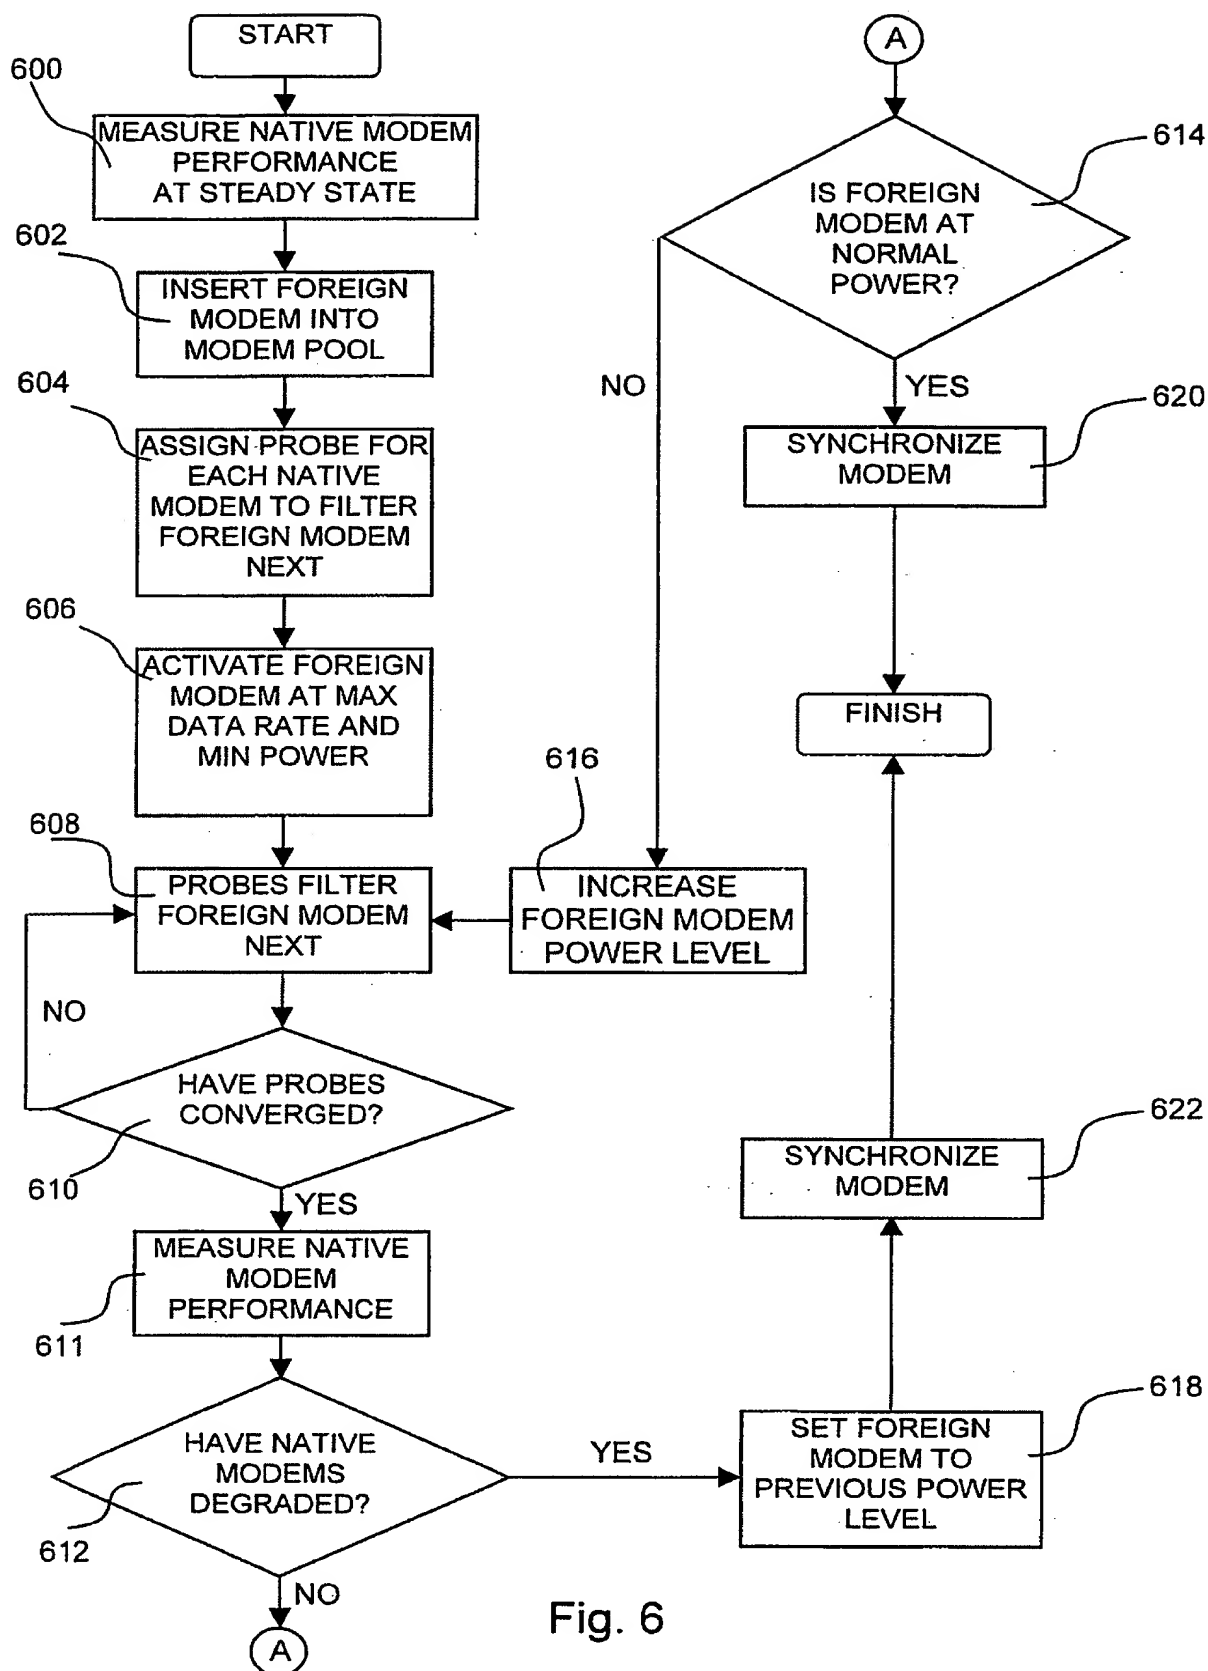 START
600
MEASURE NATIVE MODEM
PERFORMANCE
AT STEADY STATE
602
INSERT FOREIGN
MODEM INTO
MODEM POOL
604
ASSIGN PROBE FOR
EACH NATIVE
MODEM TO FILTER
FOREIGN MODEM
NEXT
606
ACTIVATE FOREIGN
MODEM AT MAX
DATA RATE AND
MIN POWER
608
PROBES FILTER
FOREIGN MODEM
NEXT
NO
HAVE PROBES
CONVERGED?
610
YES
MEASURE NATIVE
MODEM
PERFORMANCE
611
HAVE NATIVE
MODEMS
DEGRADED?
612
YES
NO
A
A
614
IS FOREIGN
MODEM AT
NORMAL
POWER?
NO
YES
620
SYNCHRONIZE
MODEM
FINISH
616
INCREASE
FOREIGN MODEM
POWER LEVEL
622
SYNCHRONIZE
MODEM
618
SET FOREIGN
MODEM TO
PREVIOUS POWER
LEVEL
Fig. 6